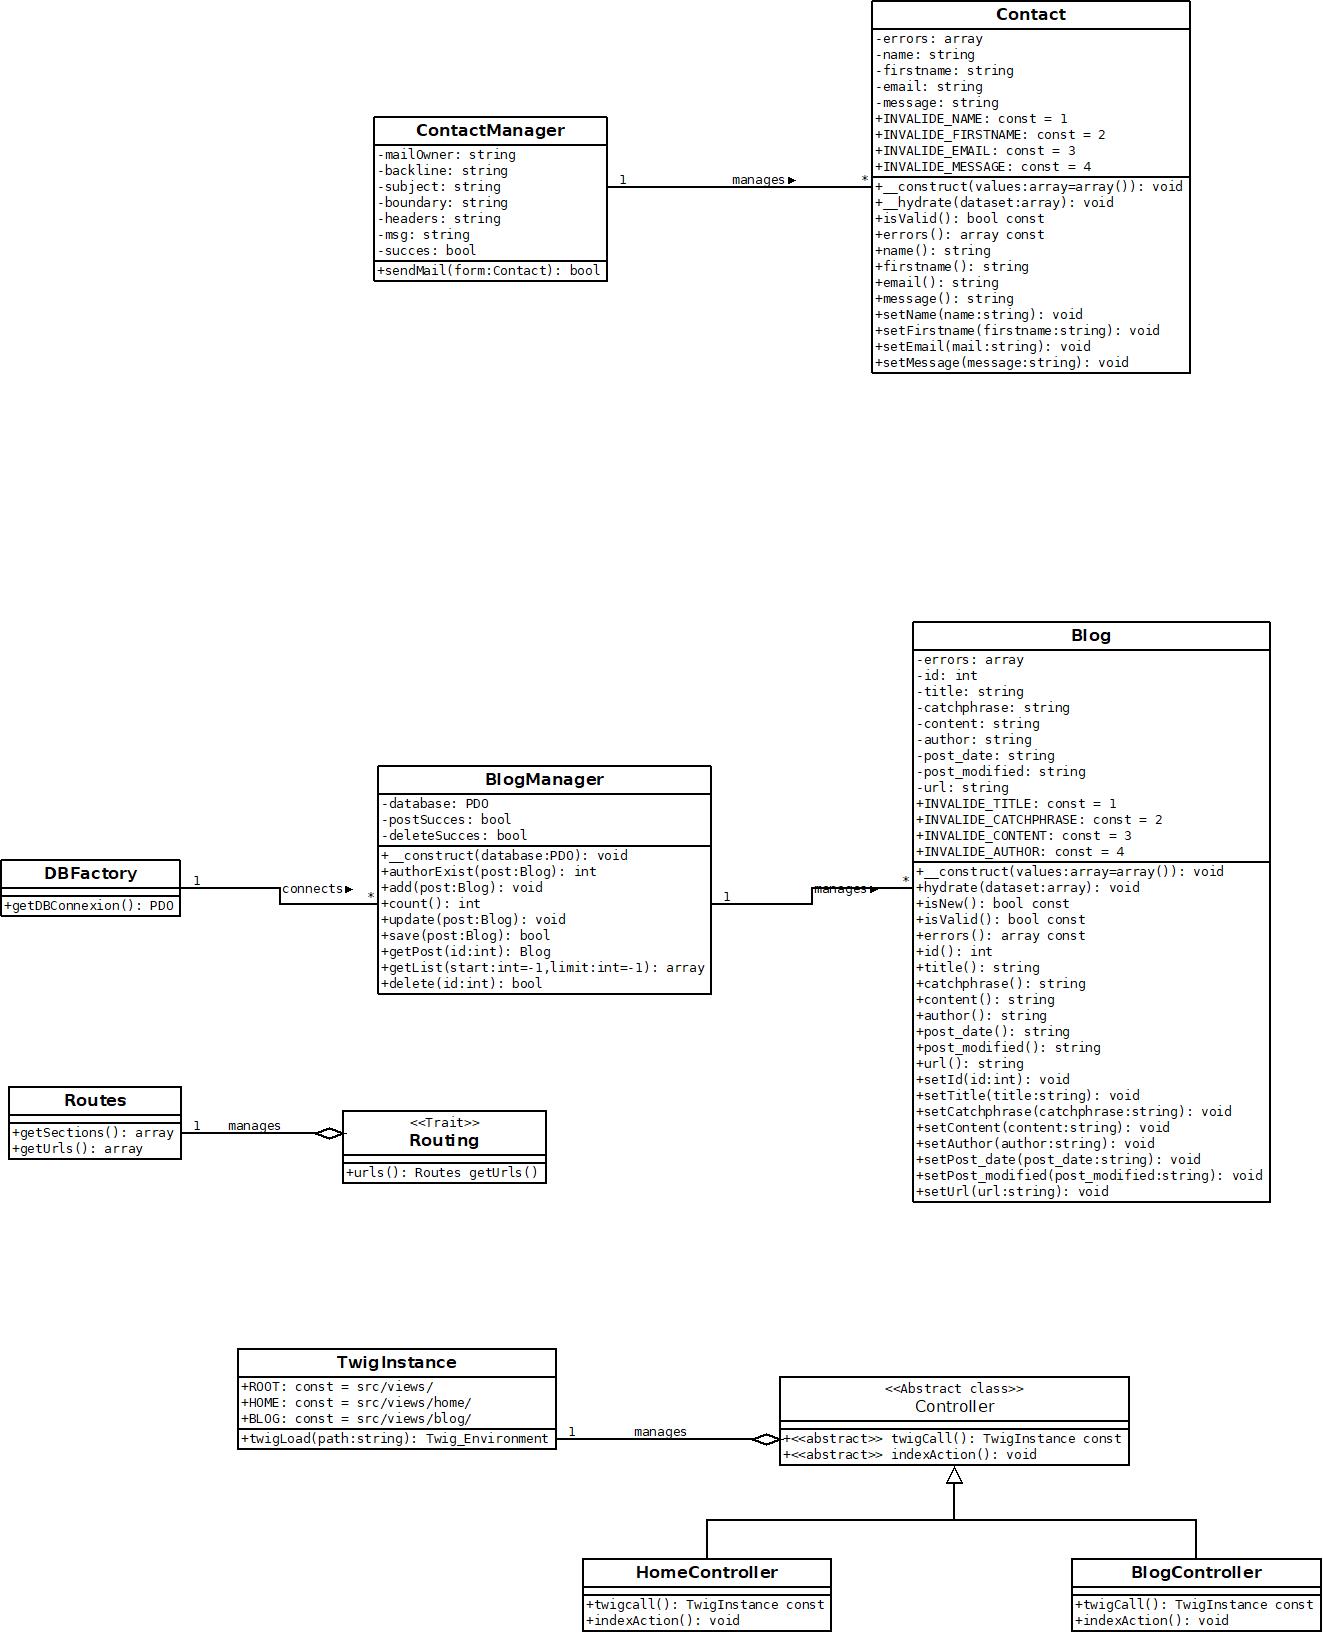 Contact
-errors: array
-name: string
-firstname: string
-email: string
-message: string
+INVALIDE_NAME: const = 1
+INVALIDE_FIRSTNAME: const = 2
+INVALIDE_EMAIL: const = 3
+INVALIDE_MESSAGE: const = 4
+__construct(values:array=array()): void
+__hydrate(dataset:array): void
+isValid(): bool const
+errors(): array const
+name(): string
+firstname(): string
+email(): string
+message(): string
+setName(name:string): void
+setFirstname(firstname:string): void
+setEmail(mail:string): void
+setMessage(message:string): void
ContactManager
-mailOwner: string
-backline: string
-subject: string
-boundary: string
-headers: string
-msg: string
-succes: bool
+sendMail(form:Contact): bool
1 manages *
Blog
-errors: array
-id: int
-title: string
-catchphrase: string
-content: string
-author: string
-post_date: string
-post_modified: string
-url: string
+INVALIDE_TITLE: const = 1
+INVALIDE_CATCHPHRASE: const = 2
+INVALIDE_CONTENT: const = 3
+INVALIDE_AUTHOR: const = 4
+__construct(values:array=array()): void
+hydrate(dataset:array): void
+isNew(): bool const
+isValid(): bool const
+errors(): array const
+id(): int
+title(): string
+catchphrase(): string
+content(): string
+author(): string
+post_date(): string
+post_modified(): string
+url(): string
+setId(id:int): void
+setTitle(title:string): void
+setCatchphrase(catchphrase:string): void
+setContent(content:string): void
+setAuthor(author:string): void
+setPost_date(post_date:string): void
+setPost_modified(post_modified:string): void
+setUrl(url:string): void
BlogManager
-database: PDO
-postSucces: bool
-deleteSucces: bool
+__construct(database:PDO): void
+authorExist(post:Blog): int
+add(post:Blog): void
+count(): int
+update(post:Blog): void
+save(post:Blog): bool
+getPost(id:int): Blog
+getList(start:int=-1,limit:int=-1): array
+delete(id:int): bool
1 manages *
DBFactory
+getDBConnexion(): PDO
1 connects *
Routes
+getSections(): array
+getUrls(): array
1 manages
<<Trait>>
Routing
+urls(): Routes getUrls()
TwigInstance
+ROOT: const = src/views/
+HOME: const = src/views/home/
+BLOG: const = src/views/blog/
+twigLoad(path:string): Twig_Environment
1 manages
<<Abstract class>>
Controller
+<<abstract>> twigCall(): TwigInstance const
+<<abstract>> indexAction(): void
HomeController
+twigcall(): TwigInstance const
+indexAction(): void
BlogController
+twigCall(): TwigInstance const
+indexAction(): void